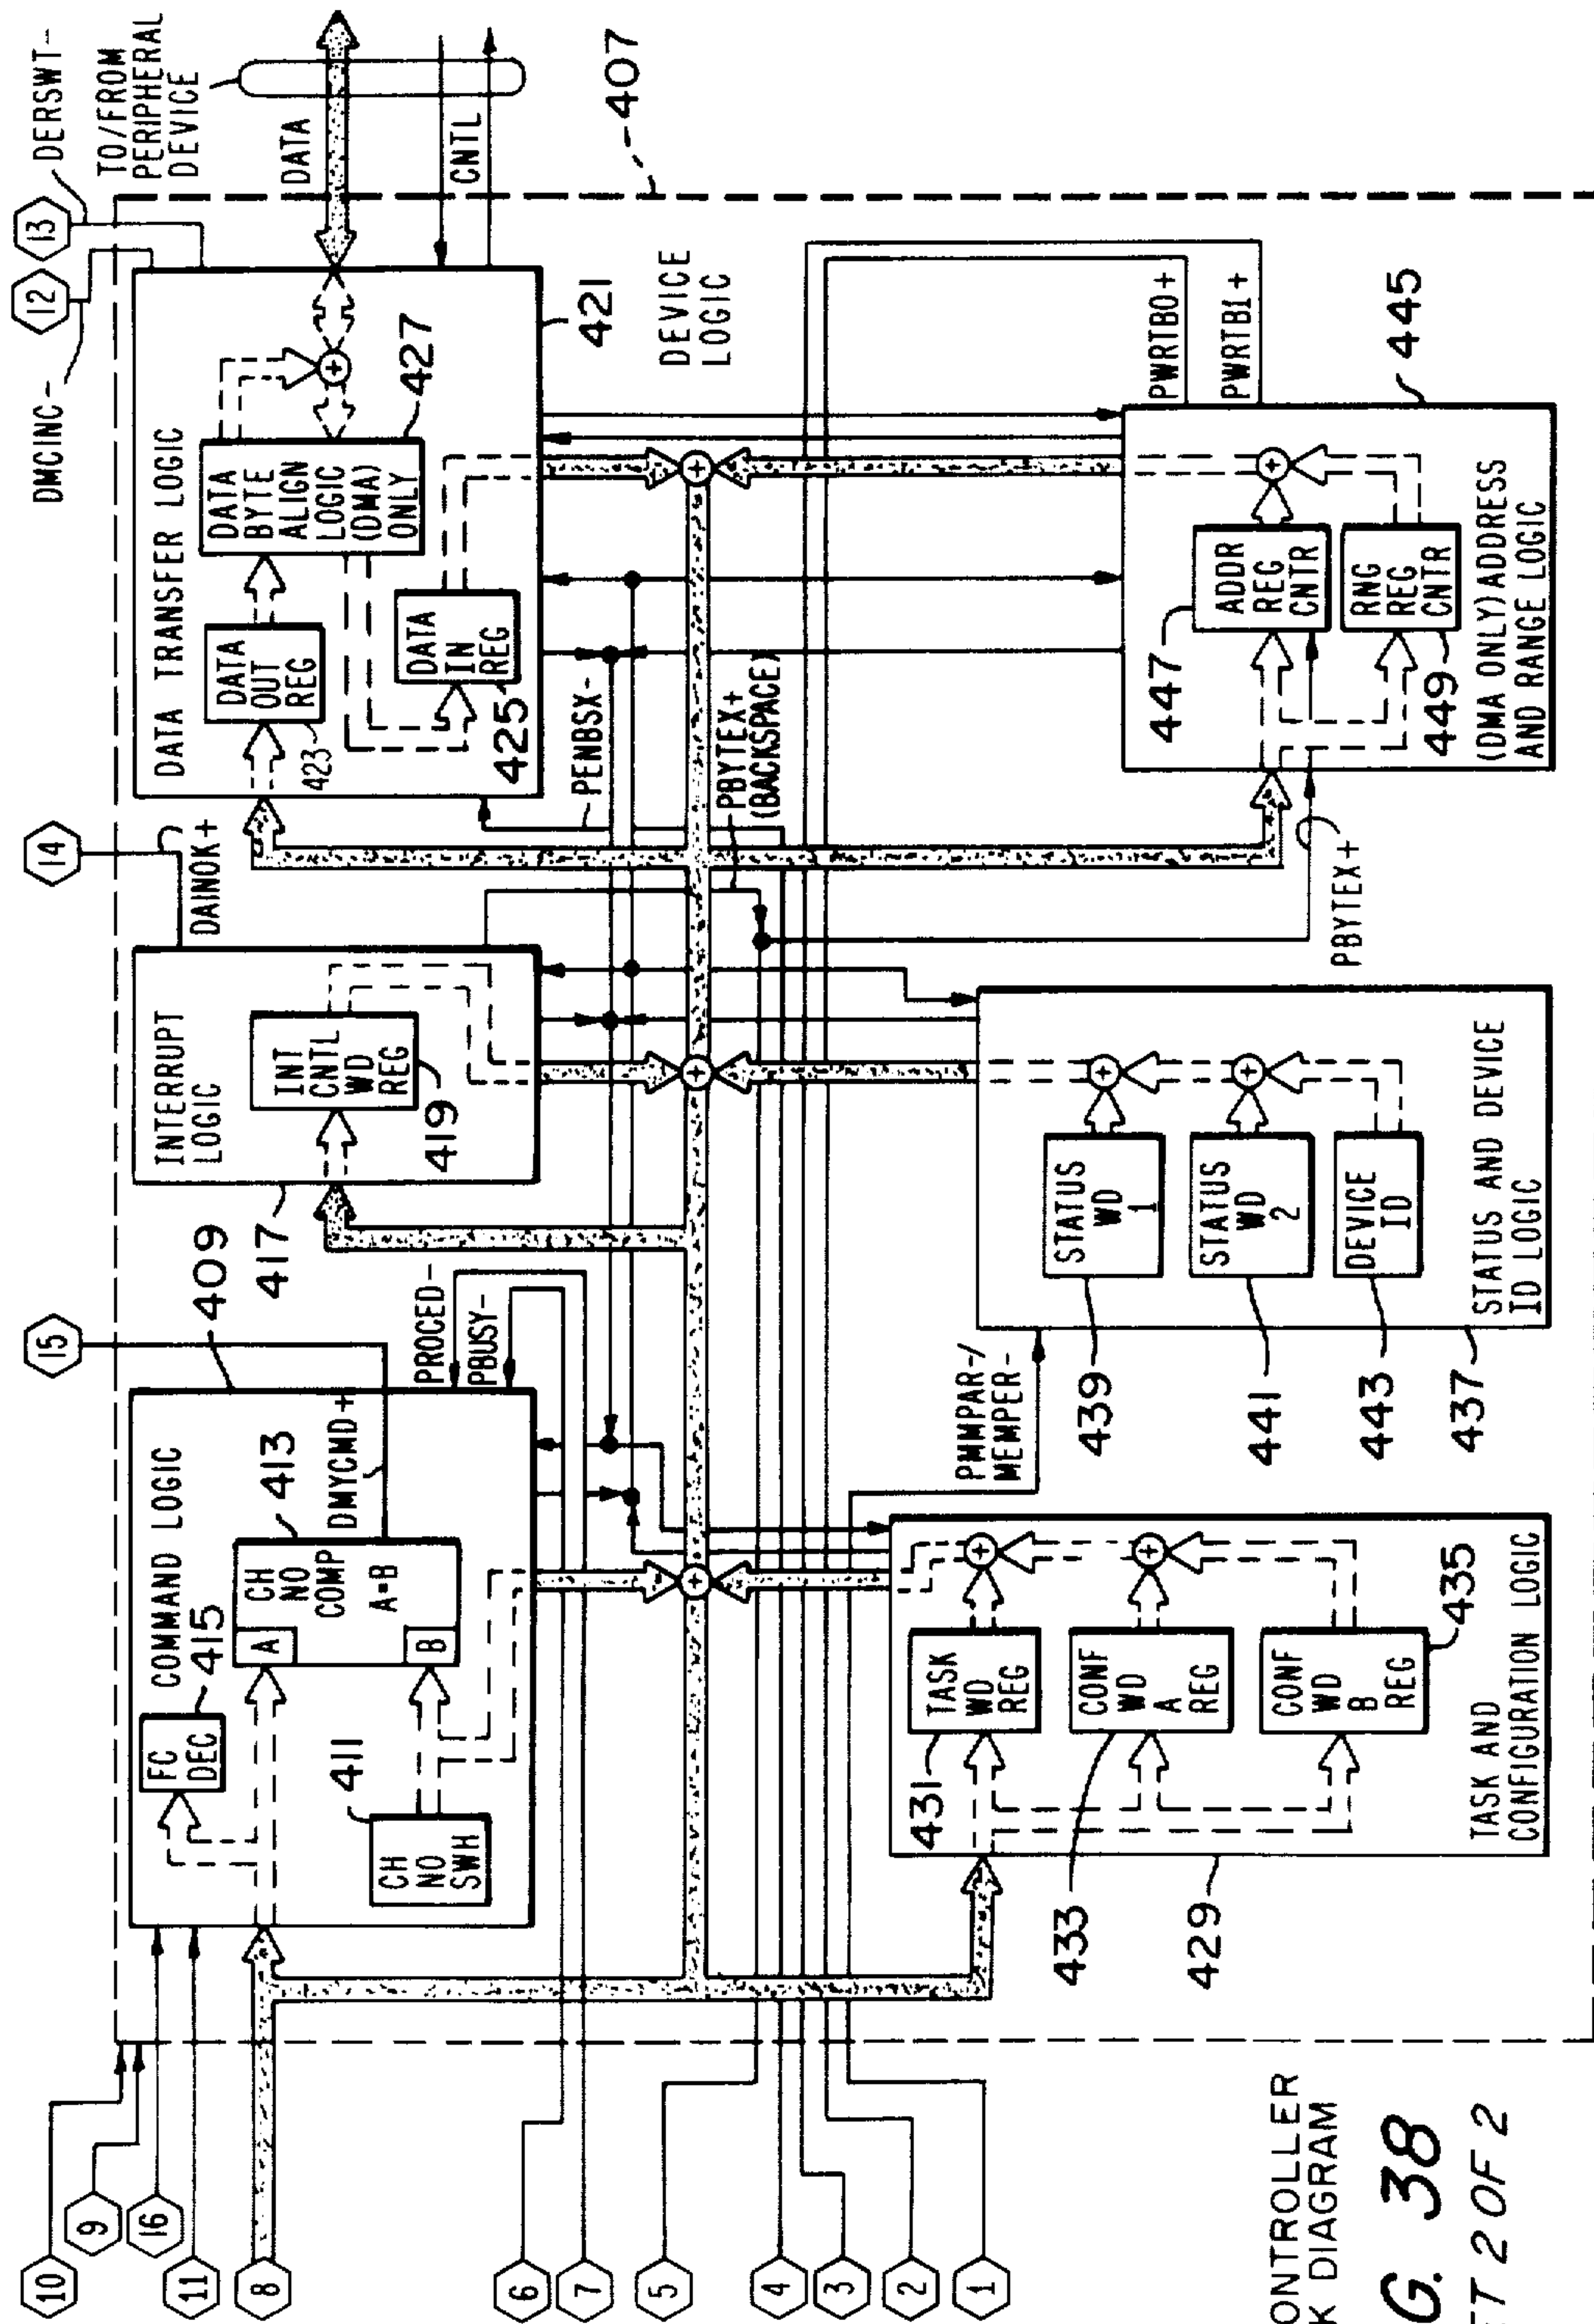 DMCINC-
12
13
DERSWT-
TO/FROM
PERIPHERAL
DEVICE
DATA
CNTL
407
DATA TRANSFER LOGIC
DATA
OUT
REG
423
DATA
BYTE
ALIGN
LOGIC
(DMA)
ONLY
427
DATA
IN
REG
425
421
DEVICE
LOGIC
14
DAINOK+
INTERRUPT
LOGIC
INT
CNTL
WD
REG
419
417
15
409
COMMAND LOGIC
FC
DEC
415
A
B
CH
NO
COMP
A=B
413
DMYCMD+
411
CH
NO
SWH
PROCED-
PBUSY-
PENBSX-
PBYTEX+
(BACKSPACE)
PBYTEX+
PWRTB0+
PWRTB1+
445
447
ADDR
REG
CNTR
RNG
REG
CNTR
449
(DMA ONLY) ADDRESS
AND RANGE LOGIC
PMMPAR-/
MEMPER-
STATUS
WD
1
439
STATUS
WD
2
441
DEVICE
ID
443
437
STATUS AND DEVICE
ID LOGIC
431
TASK
WD
REG
433
CONF
WD
A
REG
CONF
WD
B
REG
435
429
TASK AND
CONFIGURATION LOGIC
10
9
16
11
8
6
7
5
4
3
2
1
ONTROLLER
K DIAGRAM
G. 38
ET 2 OF 2